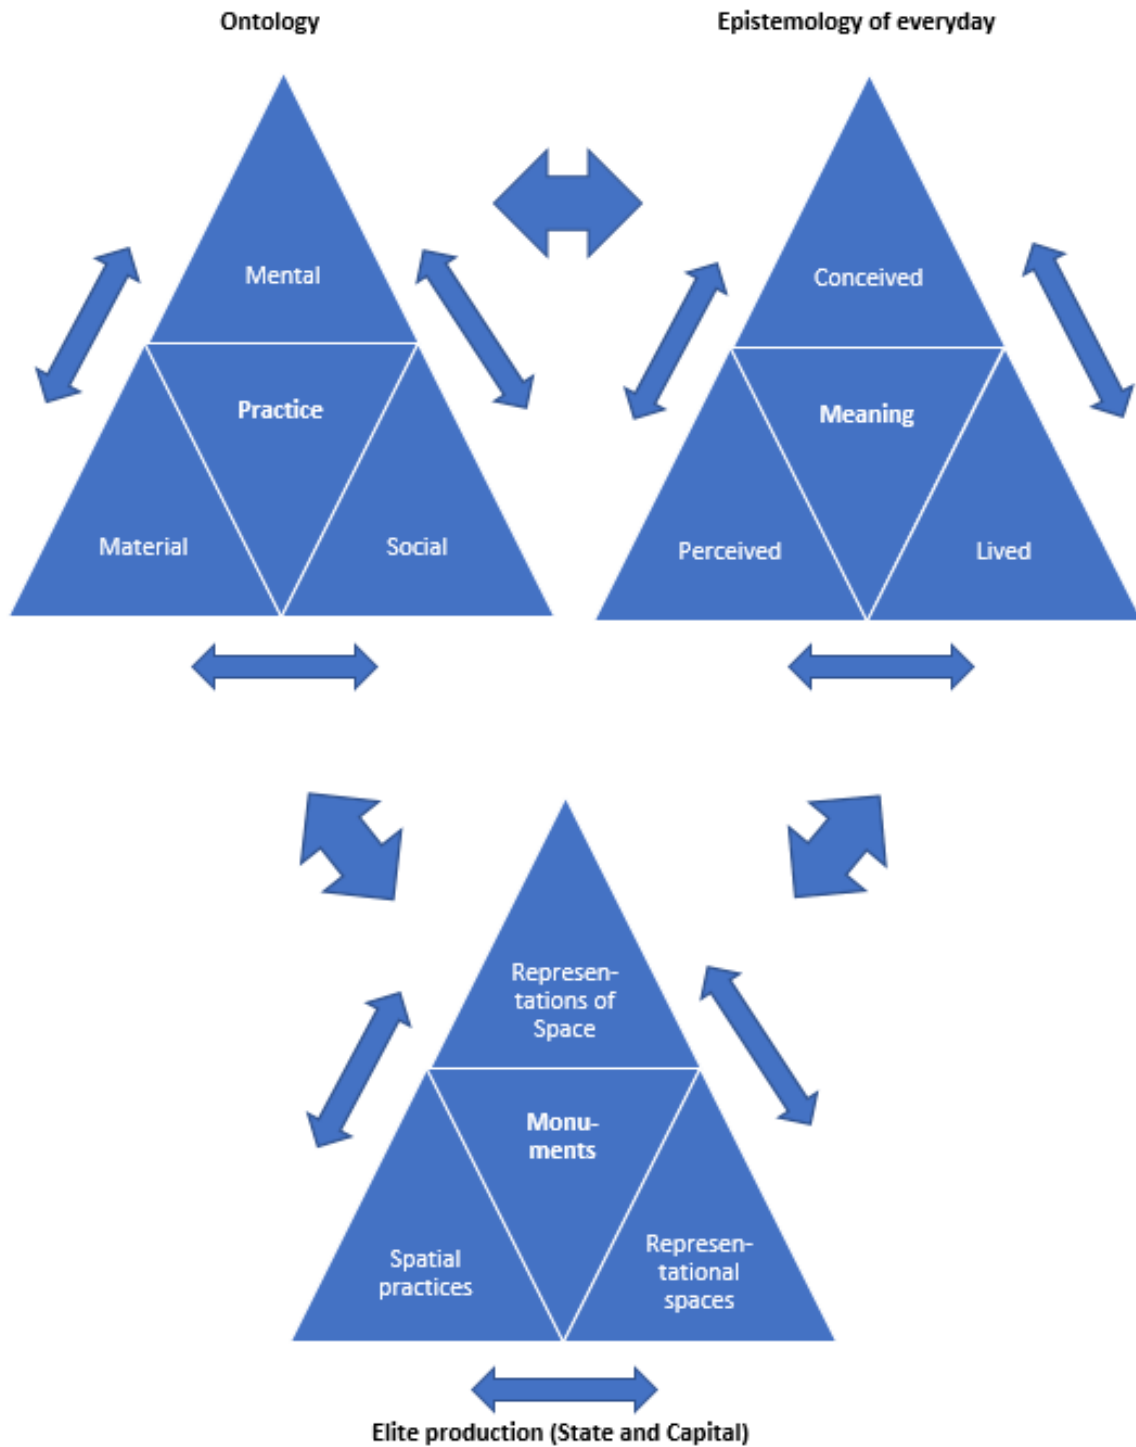 Ontology
Epistemology of everyday
Mental
Practice
Material
Social
Conceived
Meaning
Perceived
Lived
Represen-
tations of
Space
Monu-
ments
Spatial
practices
Represen-
tational
spaces
Elite production (State and Capital)